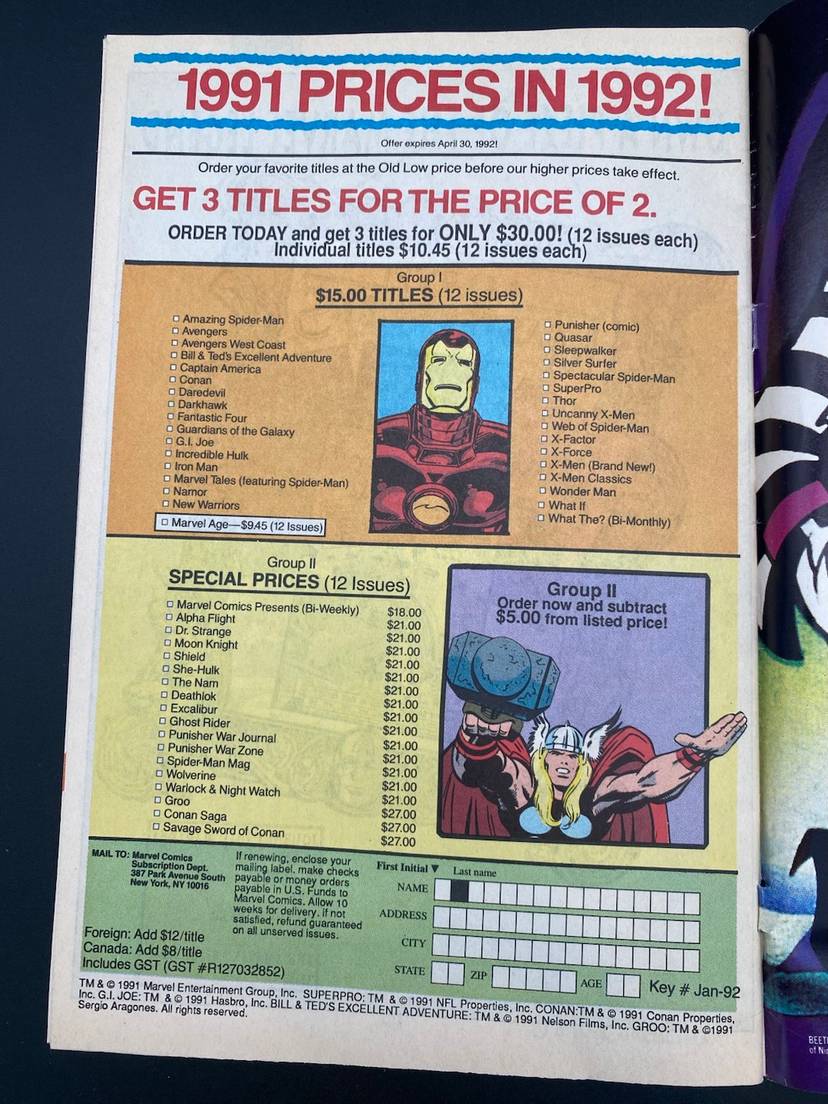 1991 PRICES IN 1992!
Offer expires April 30, 1992!
Order your favorite titles at the Old Low price before our higher prices take effect.
GET 3 TITLES FOR THE PRICE OF 2.
ORDER TODAY and get 3 titles for ONLY $30.00! (12 issues each)
Individual titles $10.45 (12 issues each)
Group I
$15.00 TITLES (12 issues)
Amazing Spider-Man
Avengers
Avengers West Coast
Bill & Ted's Excellent Adventure
Captain America
Conan
Daredevil
Darkhawk
Fantastic Four
Guardians of the Galaxy
G.I. Joe
Incredible Hulk
Iron Man
Marvel Tales (featuring Spider-Man)
Namor
New Warriors
Marvel Age—$9.45 (12 Issues)
Punisher (comic)
Quasar
Sleepwalker
Silver Surfer
Spectacular Spider-Man
SuperPro
Thor
Uncanny X-Men
Web of Spider-Man
X-Factor
X-Force
X-Men (Brand New!)
X-Men Classics
Wonder Man
What If
What The? (Bi-Monthly)
Group II
SPECIAL PRICES (12 Issues)
Marvel Comics Presents (Bi-Weekly) $18.00
Alpha Flight $21.00
Dr. Strange $21.00
Moon Knight $21.00
Shield $21.00
She-Hulk $21.00
The Nam $21.00
Deathlok $21.00
Excalibur $21.00
Ghost Rider $21.00
Punisher War Journal $21.00
Punisher War Zone $21.00
Spider-Man Mag $21.00
Wolverine $21.00
Warlock & Night Watch $21.00
Groo $27.00
Conan Saga $27.00
Savage Sword of Conan $27.00
Group II
Order now and subtract
$5.00 from listed price!
MAIL TO: Marvel Comics
Subscription Dept.
387 Park Avenue South
New York, NY 10016
If renewing, enclose your
mailing label. make checks
payable or money orders
payable in U.S. Funds to
Marvel Comics. Allow 10
weeks for delivery. if not
satisfied, refund guaranteed
on all unserved issues.
Foreign: Add $12/title
Canada: Add $8/title
Includes GST (GST #R127032852)
First Initial ▼ Last name
NAME
ADDRESS
CITY
STATE ZIP AGE
Key # Jan-92
TM & © 1991 Marvel Entertainment Group, Inc. SUPERPRO: TM & © 1991 NFL Properties, Inc. CONAN:TM & © 1991 Conan Properties,
Inc. G.I. JOE: TM & © 1991 Hasbro, Inc. BILL & TED'S EXCELLENT ADVENTURE: TM & © 1991 Nelson Films, Inc. GROO: TM & ©1991
Sergio Aragones. All rights reserved.